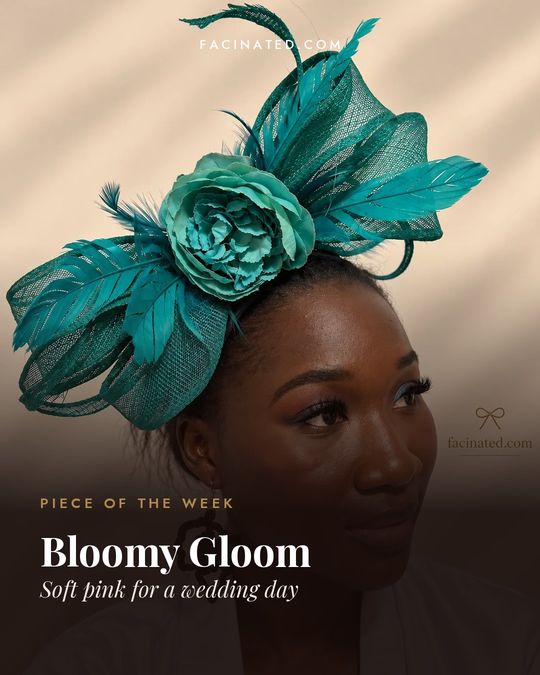 FACINATED.COM
facinated.com
PIECE OF THE WEEK
Bloomy Gloom
Soft pink for a wedding day